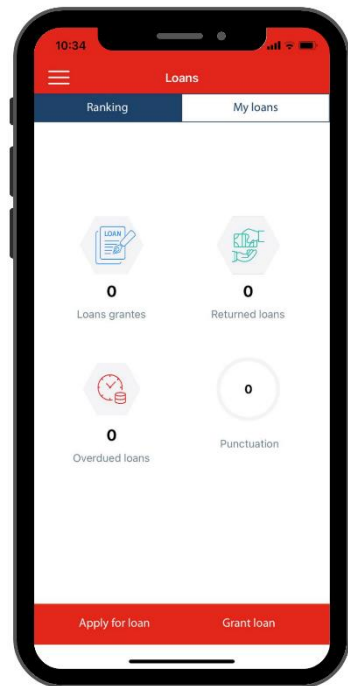 10:34
Loans
Ranking
My loans
LOAN
0
0
Loans grantes
Returned loans
0
0
Overdued loans
Punctuation
Apply for loan
Grant loan